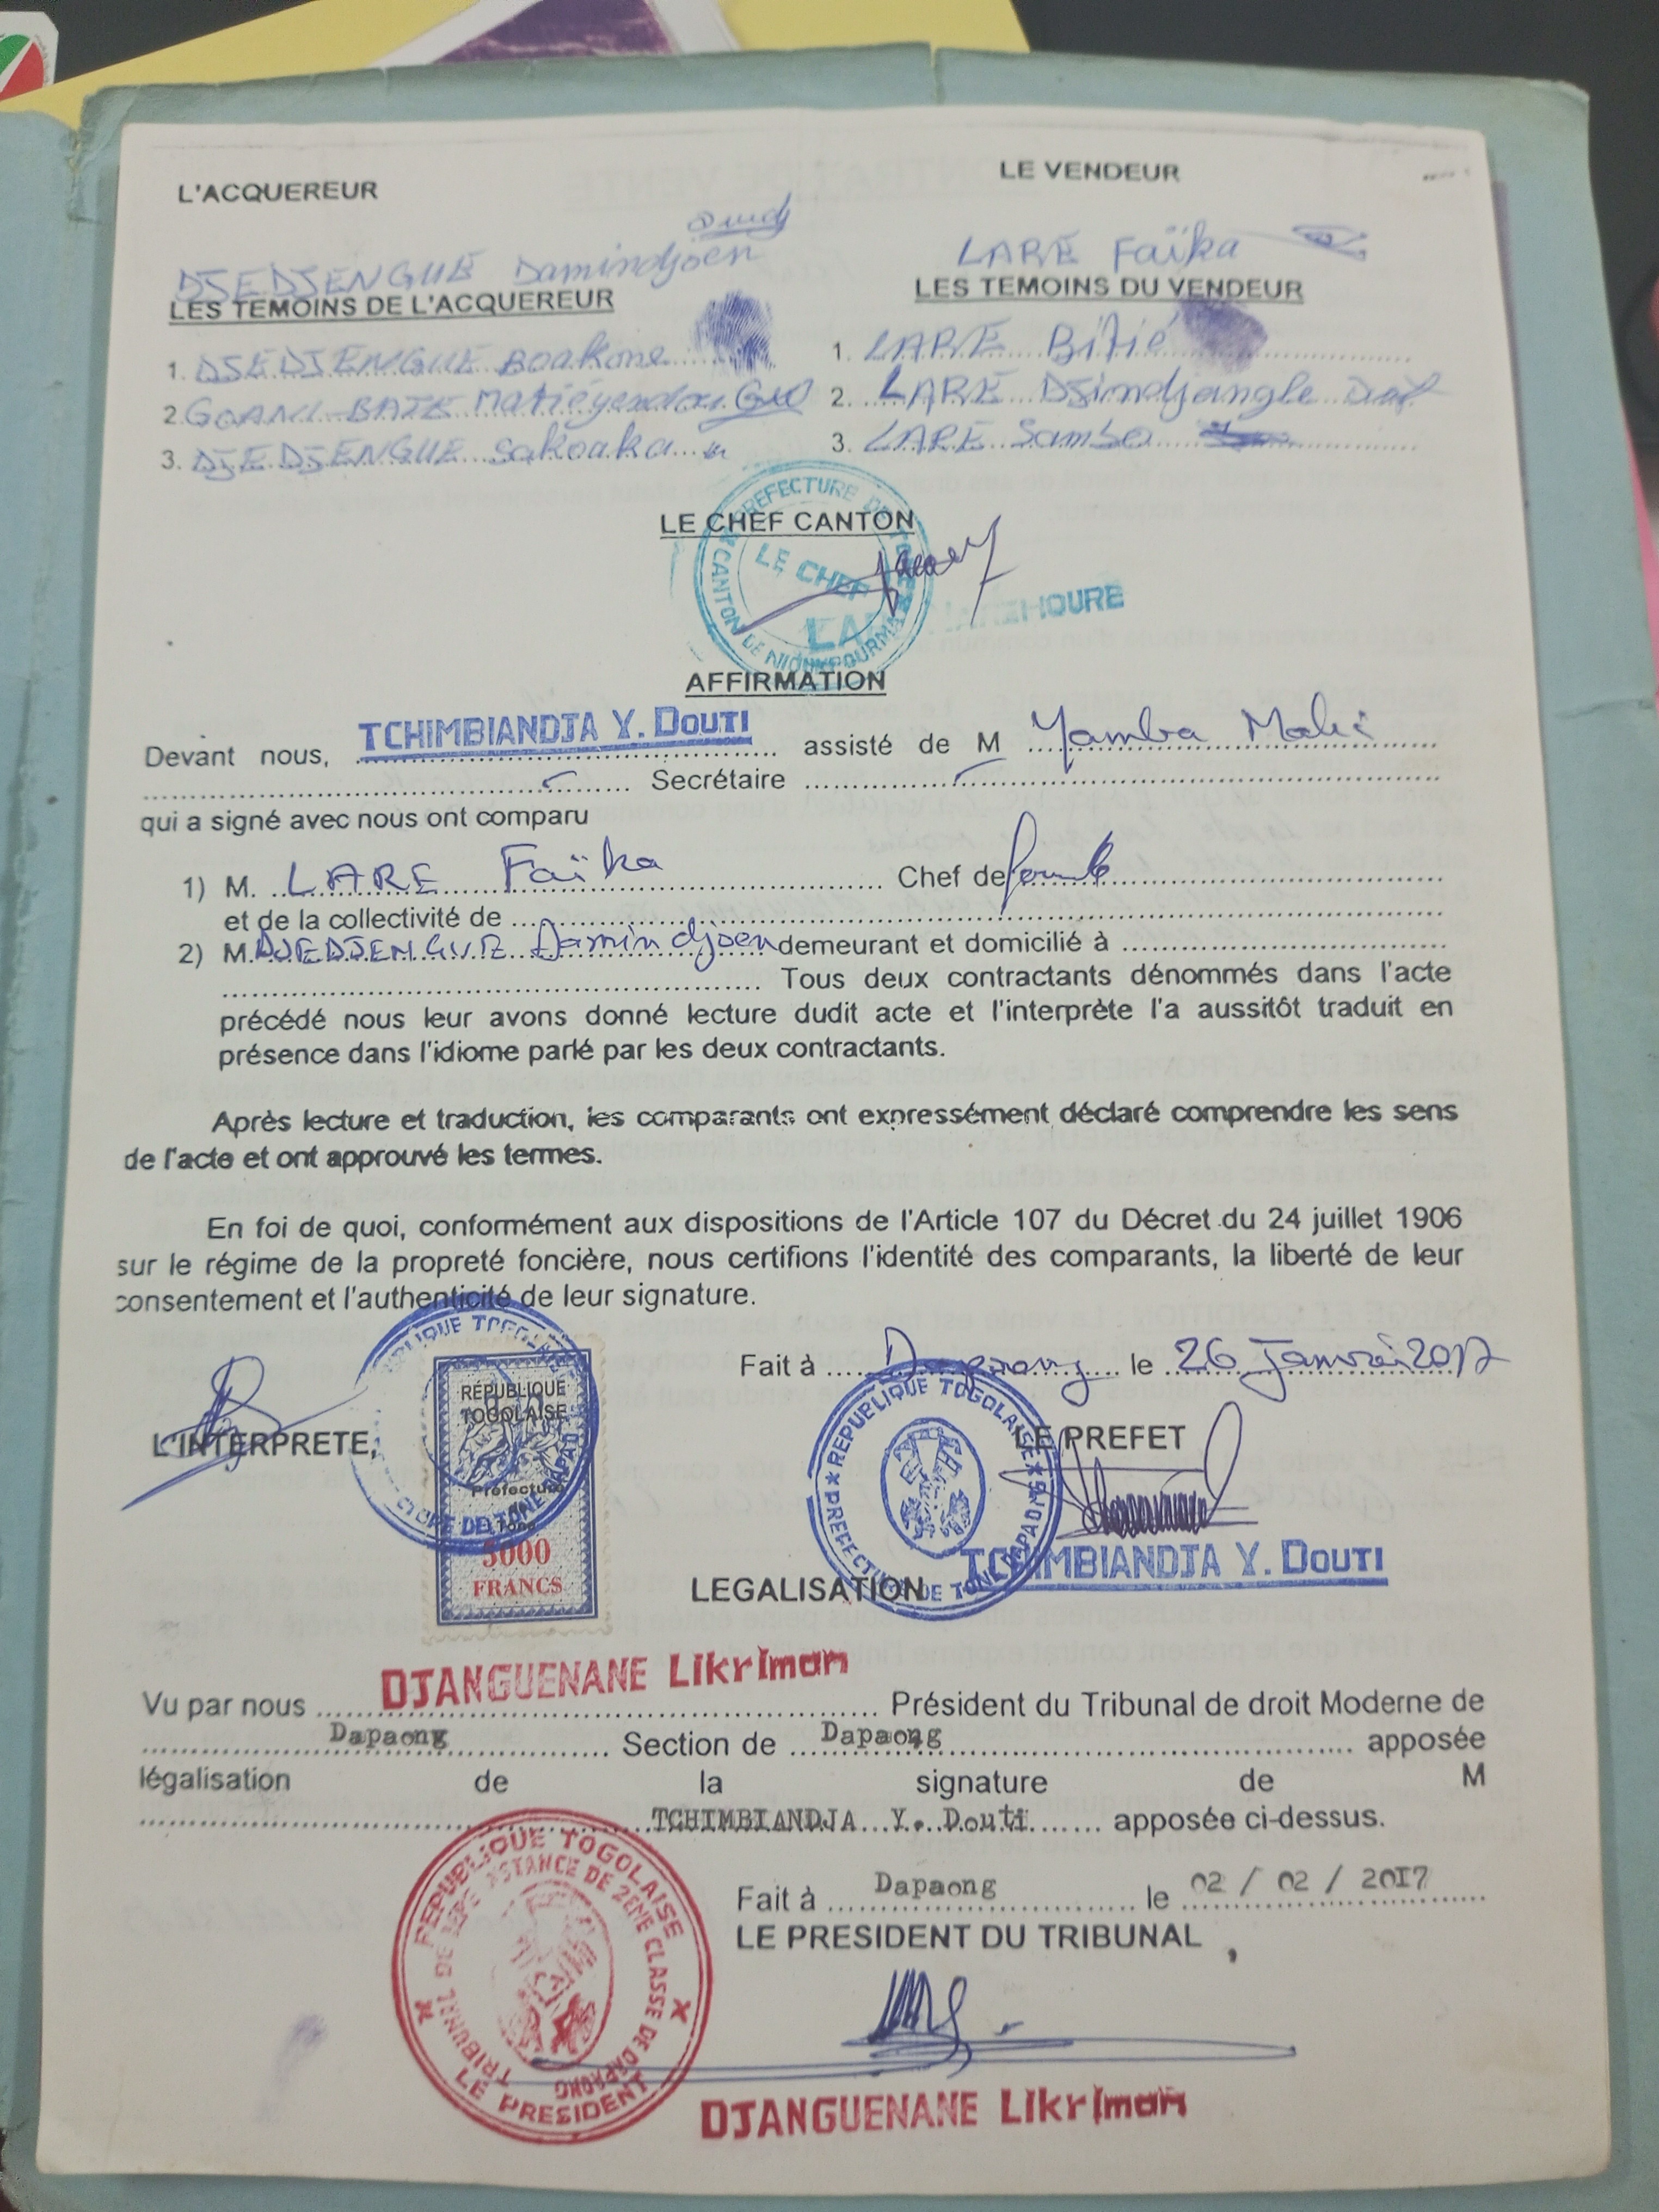 L'ACQUEREUR
LE VENDEUR
DJEDJENGUE Damindjoen
LARE Faïka
LES TEMOINS DE L'ACQUEREUR
LES TEMOINS DU VENDEUR
1. DJEDJENGUE Boakone
1. LARE Bitié
2. GOANI BATE Matiéyendou
2. LARE Djindjangle
3. DJEDJENGUE Sakoaka
3. LARE Samba
LE CHEF CANTON
PREFECTURE DE TONE
LE CHEF
CANTON DE NIOUKPOURMA
AFFIRMATION
Devant nous, TCHIMBIANDJA Y. DOUTI assisté de M Yamba
Secrétaire
qui a signé avec nous ont comparu
1) M. LARE Faïka Chef de
et de la collectivité de
2) M. DJEDJENGUE Damindjoen demeurant et domicilié à
Tous deux contractants dénommés dans l'acte
précédé nous leur avons donné lecture dudit acte et l'interprète l'a aussitôt traduit en
présence dans l'idiome parlé par les deux contractants.
Après lecture et traduction, les comparants ont expressément déclaré comprendre les sens
de l'acte et ont approuvé les termes.
En foi de quoi, conformément aux dispositions de l'Article 107 du Décret du 24 juillet 1906
sur le régime de la propreté foncière, nous certifions l'identité des comparants, la liberté de leur
consentement et l'authenticité de leur signature.
Fait à Dapaong le 26 Janvier 2017
L'INTERPRETE,
LE PREFET
RÉPUBLIQUE
TOGOLAISE
Préfecture
Tône
5000
FRANCS
REPUBLIQUE TOGOLAISE
PREFECTURE DE TONE DAPAONG
TCHIMBIANDJA Y. DOUTI
LEGALISATION
Vu par nous DJANGUENANE Likriman Président du Tribunal de droit Moderne de
Dapaong Section de Dapaong apposée
légalisation de la signature de M
TCHIMBIANDJA Y. Douti apposée ci-dessus.
Fait à Dapaong le 02 / 02 / 2017
LE PRESIDENT DU TRIBUNAL,
REPUBLIQUE TOGOLAISE
TRIBUNAL DE 1ERE INSTANCE DE 2EME CLASSE DE DAPAONG
LE PRESIDENT
DJANGUENANE Likriman